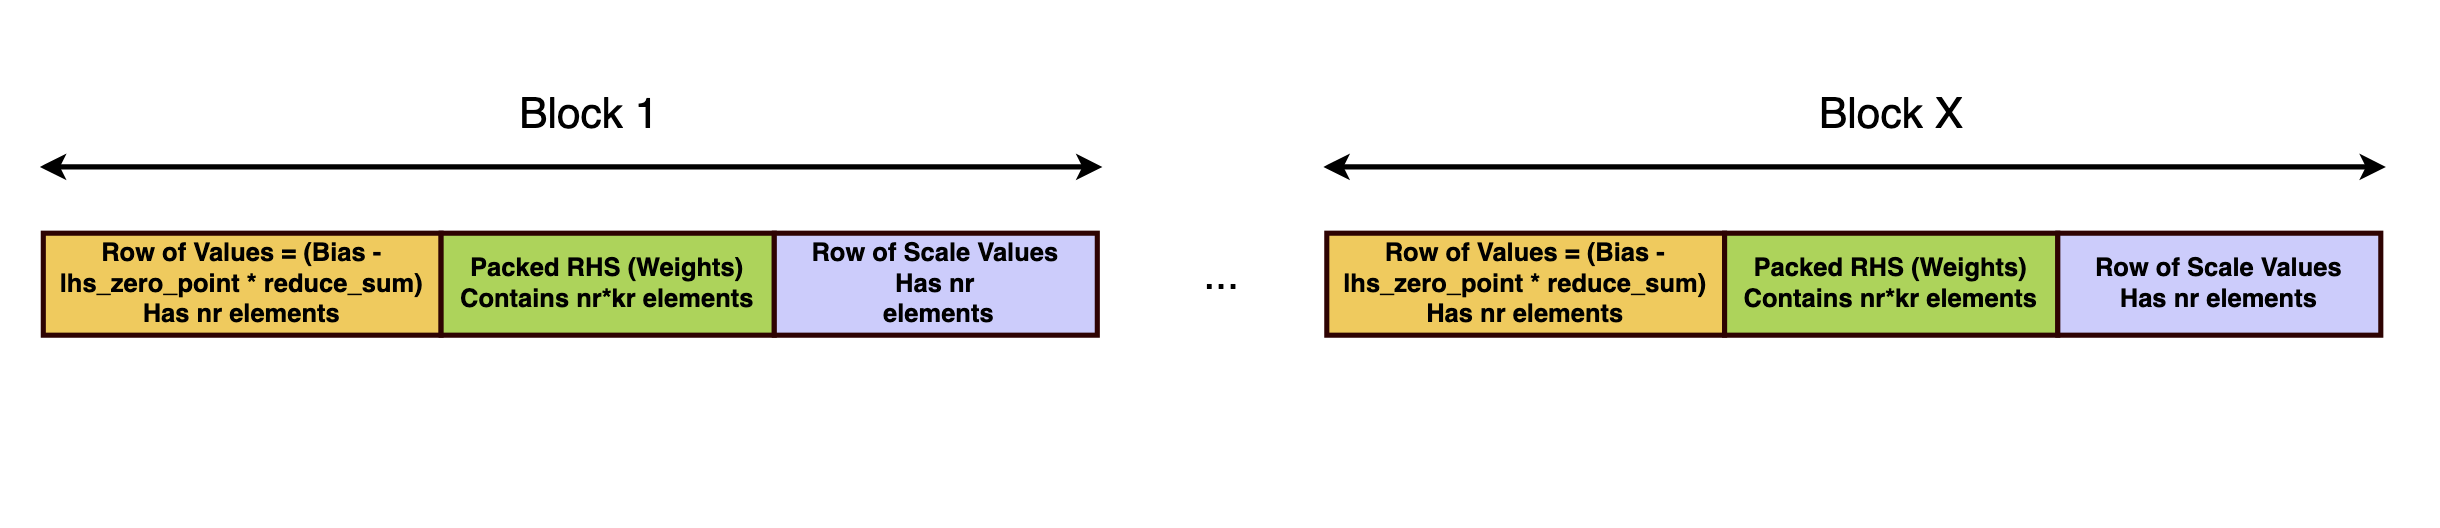 Block 1
Block X
Row of Values = (Bias -
lhs_zero_point * reduce_sum)
Has nr elements
Packed RHS (Weights)
Contains nr*kr elements
Row of Scale Values
Has nr
elements
...
Row of Values = (Bias -
lhs_zero_point * reduce_sum)
Has nr elements
Packed RHS (Weights)
Contains nr*kr elements
Row of Scale Values
Has nr elements